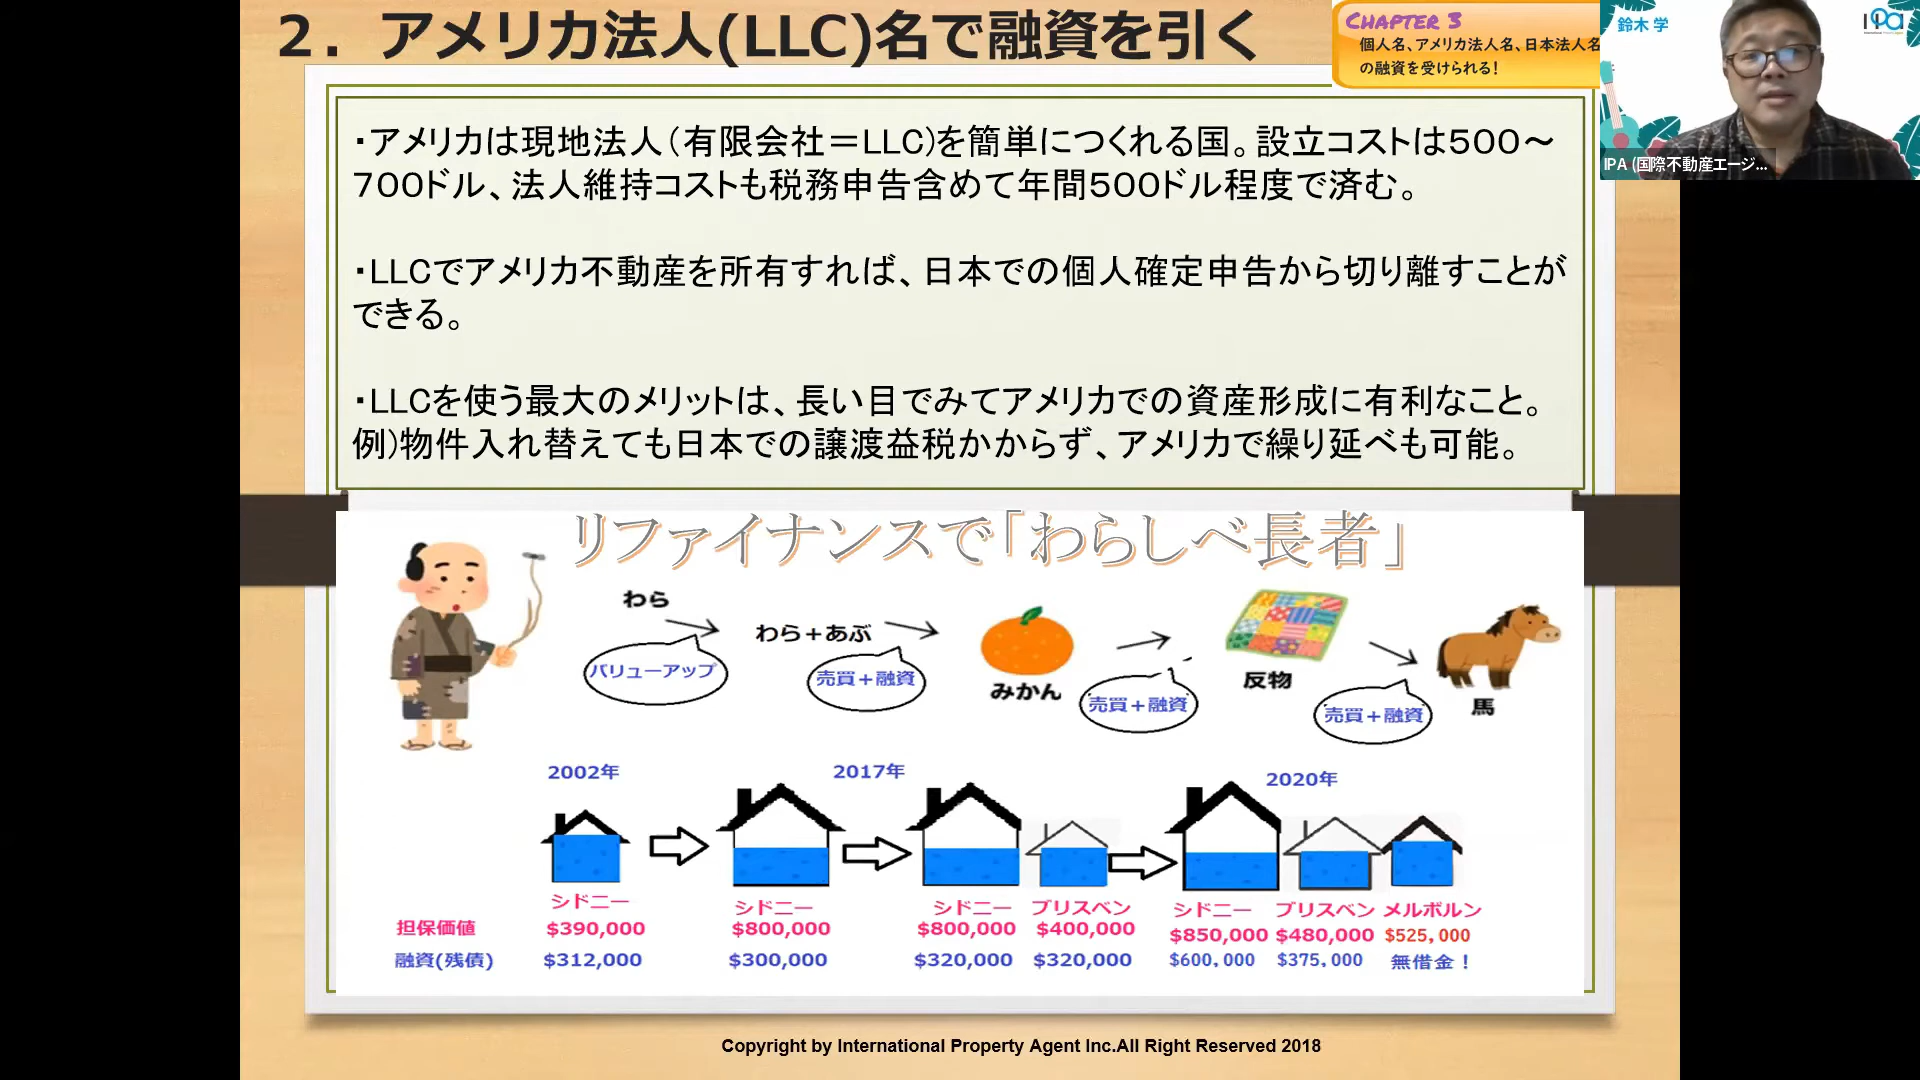 2．アメリカ法人(LLC)名で融資を引く
CHAPTER 3
個人名、アメリカ法人名、日本法人名
の融資を受けられる！
鈴木 学
IPA
IPA (国際不動産エージ...
・アメリカは現地法人（有限会社＝LLC)を簡単につくれる国。設立コストは500～
700ドル、法人維持コストも税務申告含めて年間500ドル程度で済む。
・LLCでアメリカ不動産を所有すれば、日本での個人確定申告から切り離すことが
できる。
・LLCを使う最大のメリットは、長い目でみてアメリカでの資産形成に有利なこと。
例)物件入れ替えても日本での譲渡益税かからず、アメリカで繰り延べも可能。
リファイナンスで「わらしべ長者」
わら
わら＋あぶ
みかん
反物
馬
バリューアップ
売買＋融資
売買＋融資
売買＋融資
2002年
2017年
2020年
シドニー
シドニー
シドニー ブリスベン
シドニー ブリスベン メルボルン
担保価値 $390,000 $800,000 $800,000 $400,000 $850,000 $480,000 $525,000
融資(残債) $312,000 $300,000 $320,000 $320,000 $600,000 $375,000 無借金！
Copyright by International Property Agent Inc.All Right Reserved 2018